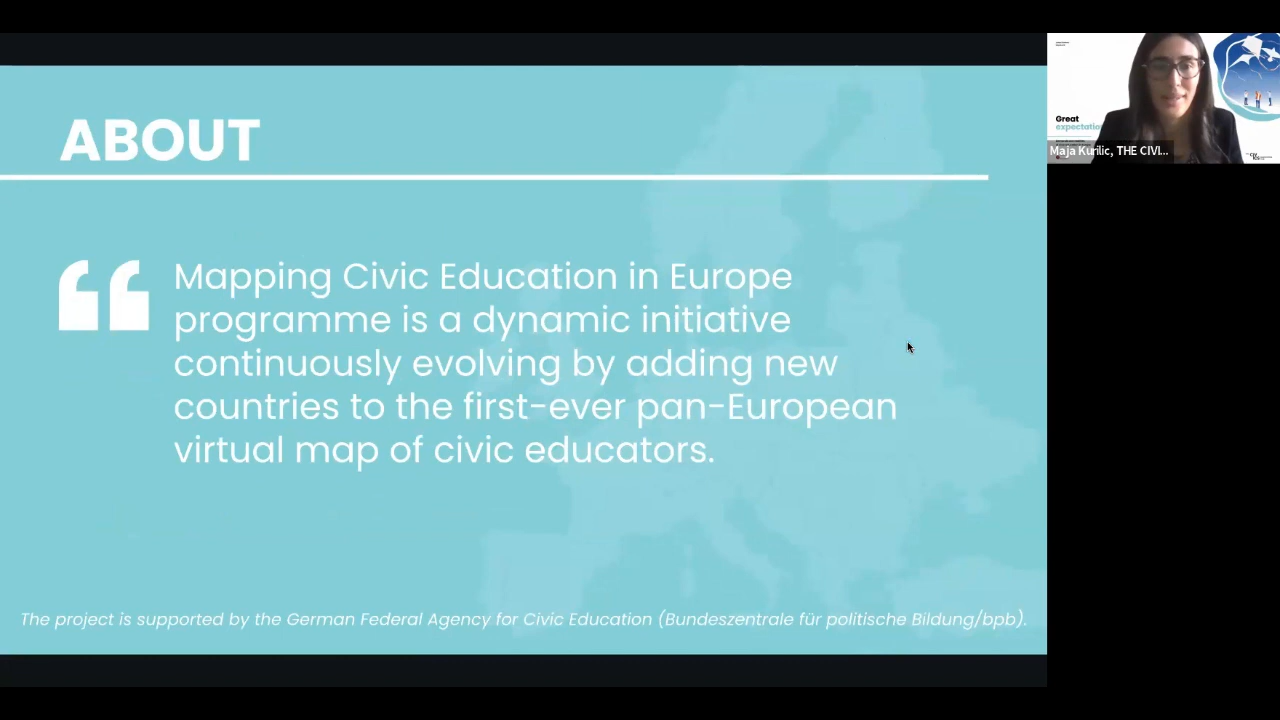 ABOUT
Mapping Civic Education in Europe
programme is a dynamic initiative
continuously evolving by adding new
countries to the first-ever pan-European
virtual map of civic educators.
The project is supported by the German Federal Agency for Civic Education (Bundeszentrale für politische Bildung/bpb).
Great
expectatio
Maja Kurilic, THE CIVI...